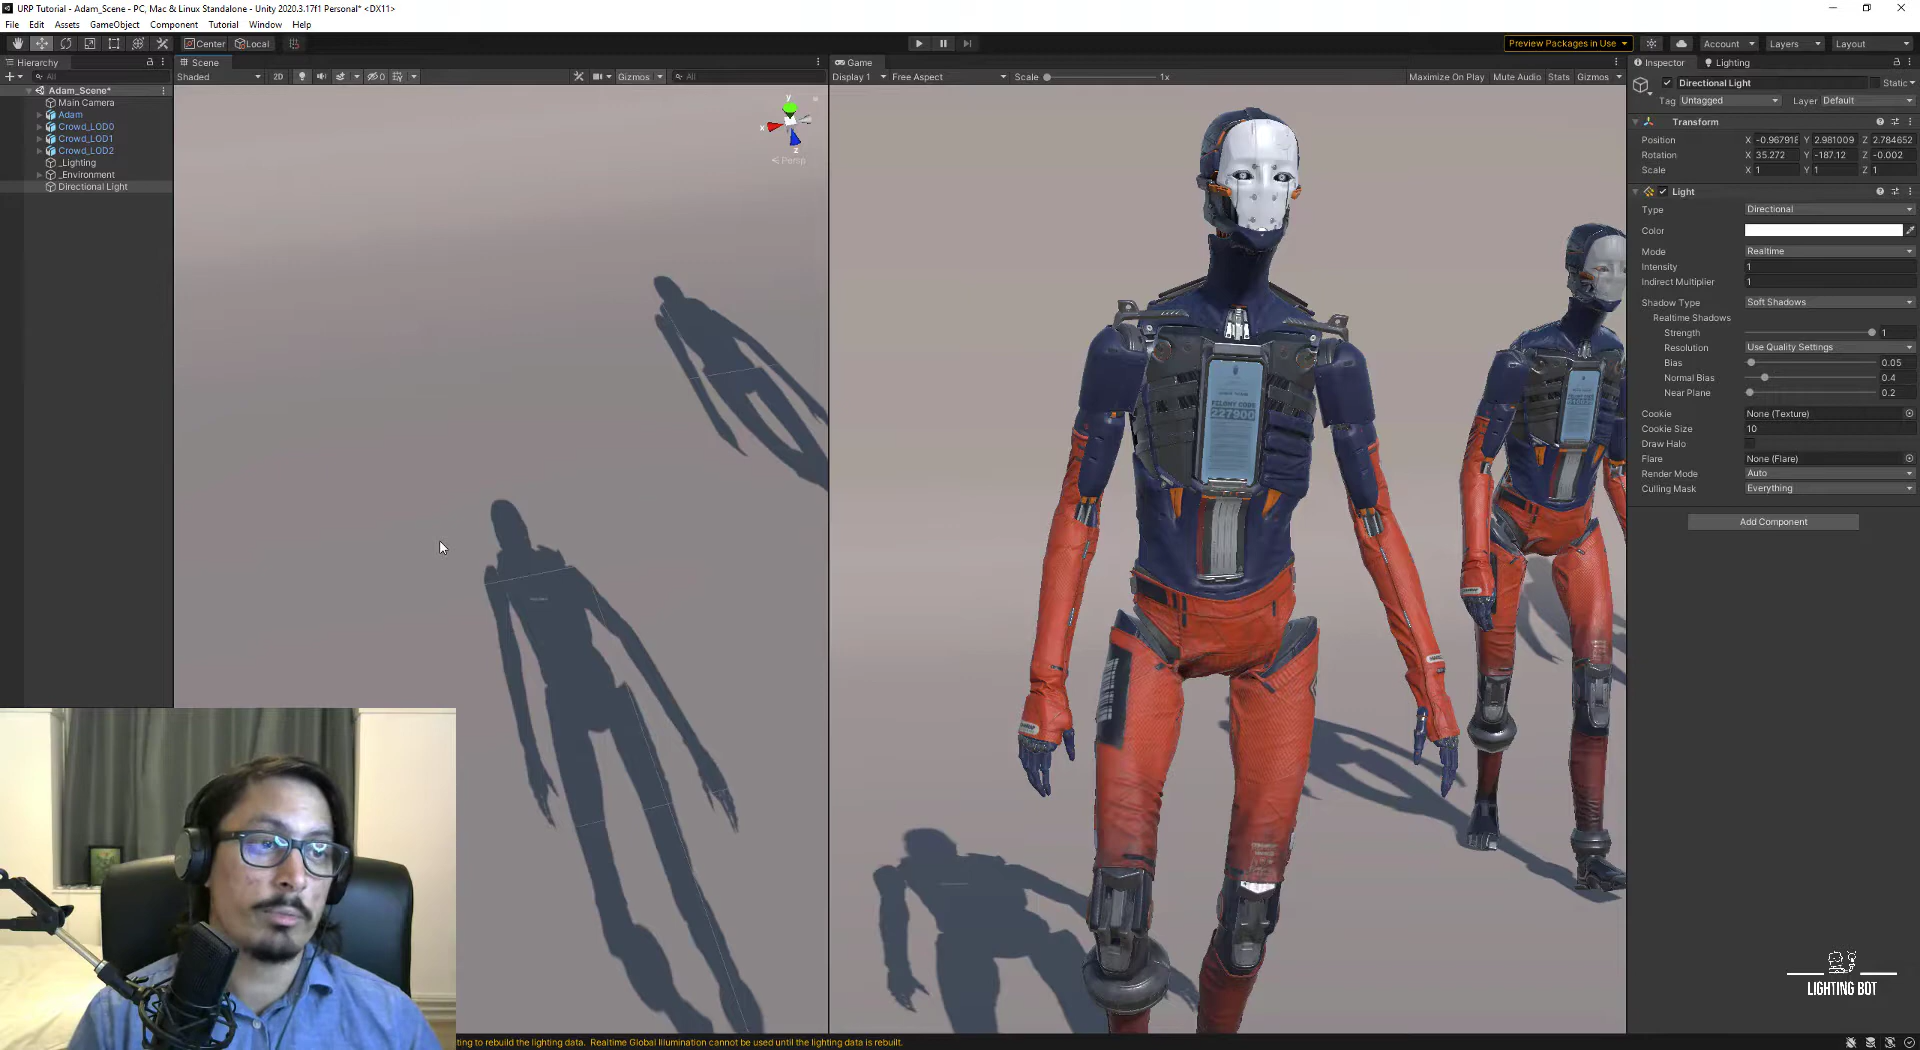 URP Tutorial - Adam_Scene - PC, Mac & Linux Standalone - Unity 2020.3.17f1 Personal* <DX11>
File Edit Assets GameObject Component Tutorial Window Help
Center Local Preview Packages in Use Account Layers Layout
Hierarchy Scene Game Inspector Lighting
All Shaded 2D 0 Gizmos All Display 1 Free Aspect Scale 1x Maximize On Play Mute Audio Stats Gizmos
Adam_Scene*
Main Camera
Adam
Crowd_LOD0
Crowd_LOD1
Crowd_LOD2
_Lighting
_Environment
Directional Light
y
x
z
Persp
FELONY CODE
227900
Directional Light Static
Tag Untagged Layer Default
Transform
Position X -0.967918 Y 2.981009 Z 2.784652
Rotation X 35.272 Y -187.12 Z -0.002
Scale X 1 Y 1 Z 1
Light
Type Directional
Color
Mode Realtime
Intensity 1
Indirect Multiplier 1
Shadow Type Soft Shadows
Realtime Shadows
Strength 1
Resolution Use Quality Settings
Bias 0.05
Normal Bias 0.4
Near Plane 0.2
Cookie None (Texture)
Cookie Size 10
Draw Halo
Flare None (Flare)
Render Mode Auto
Culling Mask Everything
Add Component
LIGHTING BOT
ting to rebuild the lighting data. Realtime Global Illumination cannot be used until the lighting data is rebuilt.